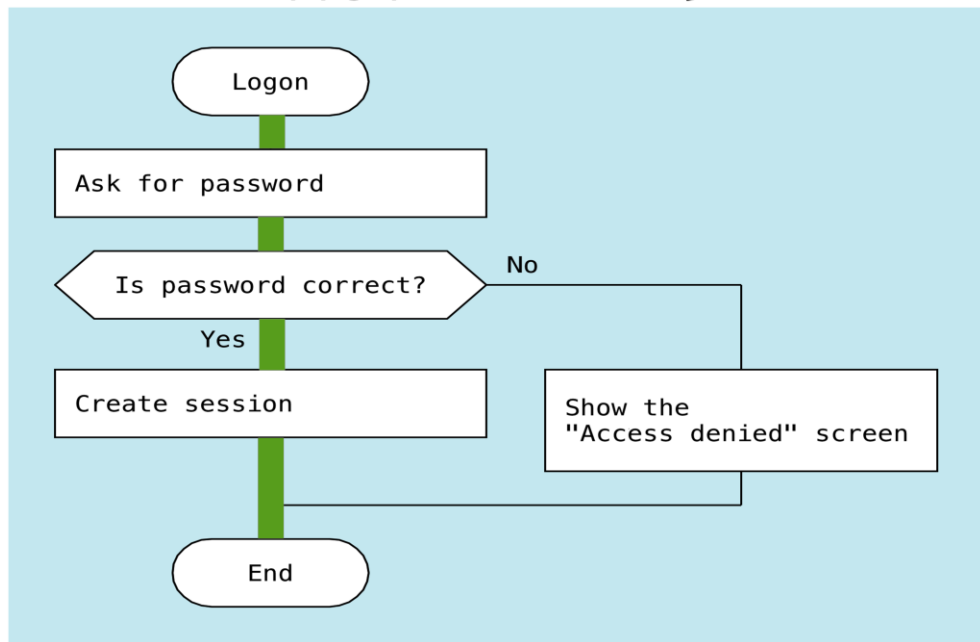 Logon
Ask for password
Is password correct?
No
Yes
Create session
Show the
"Access denied" screen
End